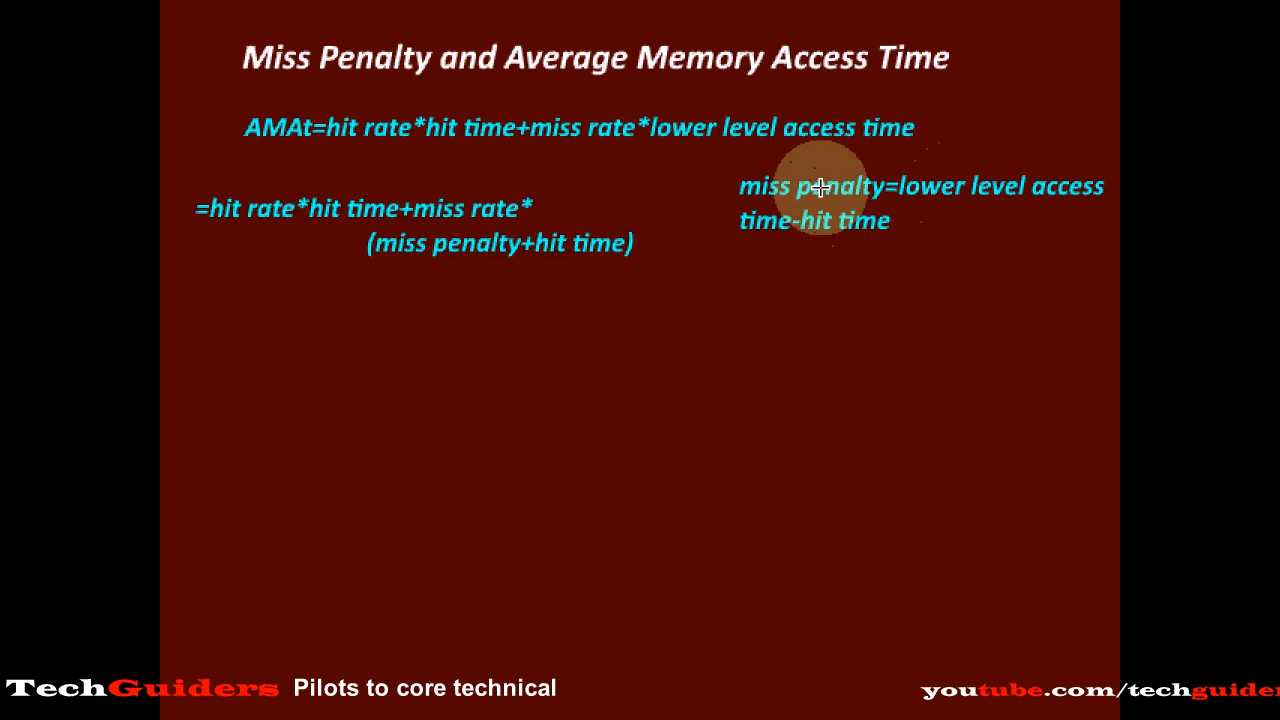 Miss Penalty and Average Memory Access Time
AMAt=hit rate*hit time+miss rate*lower level access time
miss penalty=lower level access
time-hit time
=hit rate*hit time+miss rate*
(miss penalty+hit time)
TechGuiders Pilots to core technical
youtube.com/techguider